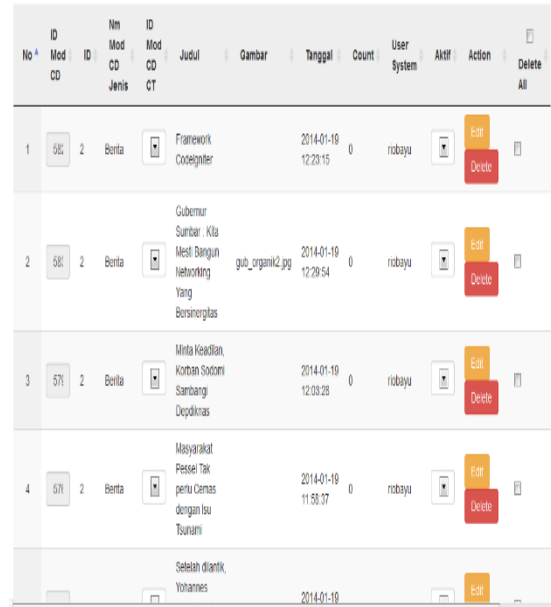 No
ID Mod CD
ID
Nm Mod CD Jenis
ID Mod CD CT
Judul
Gambar
Tanggal
Count
User System
Aktif
Action
Delete All
1
2
Berita
Framework Codeigniter
2014-01-19 12:23:15
0
riobayu
Edit
Delete
2
2
Berita
Gubernur Sumbar : Kita Mesti Bangun Networking Yang Bersinergitas
gub_organik2.jpg
2014-01-19 12:29:54
0
riobayu
Edit
Delete
3
2
Berita
Minta Keadilan, Korban Sodomi Sambangi Depdiknas
2014-01-19 12:03:28
0
riobayu
Edit
Delete
4
2
Berita
Masyarakat Pessel Tak perlu Cemas dengan Isu Tsunami
2014-01-19 11:58:37
0
riobayu
Edit
Delete
Setelah dilantik, Yohannes
2014-01-19
Edit